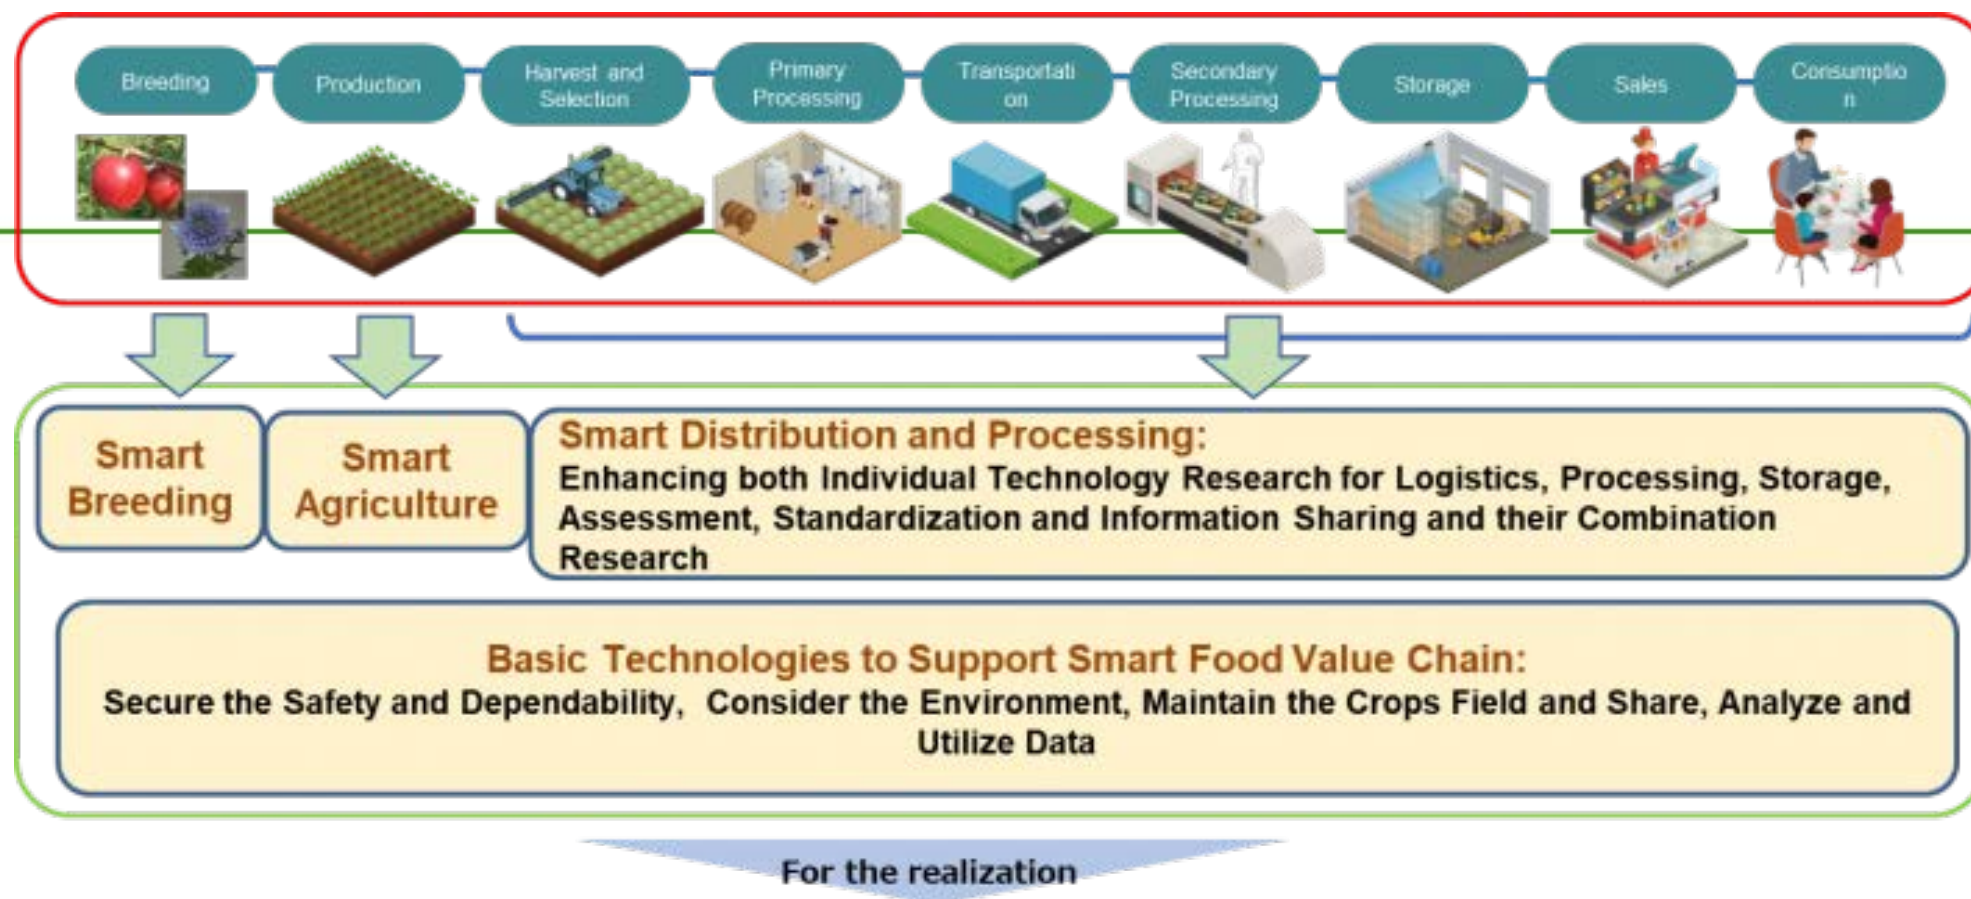 Breeding
Production
Harvest and
Selection
Primary
Processing
Transportati
on
Secondary
Processing
Storage
Sales
Consumptio
n
Smart
Breeding
Smart
Agriculture
Smart Distribution and Processing:
Enhancing both Individual Technology Research for Logistics, Processing, Storage,
Assessment, Standardization and Information Sharing and their Combination
Research
Basic Technologies to Support Smart Food Value Chain:
Secure the Safety and Dependability, Consider the Environment, Maintain the Crops Field and Share, Analyze and
Utilize Data
For the realization